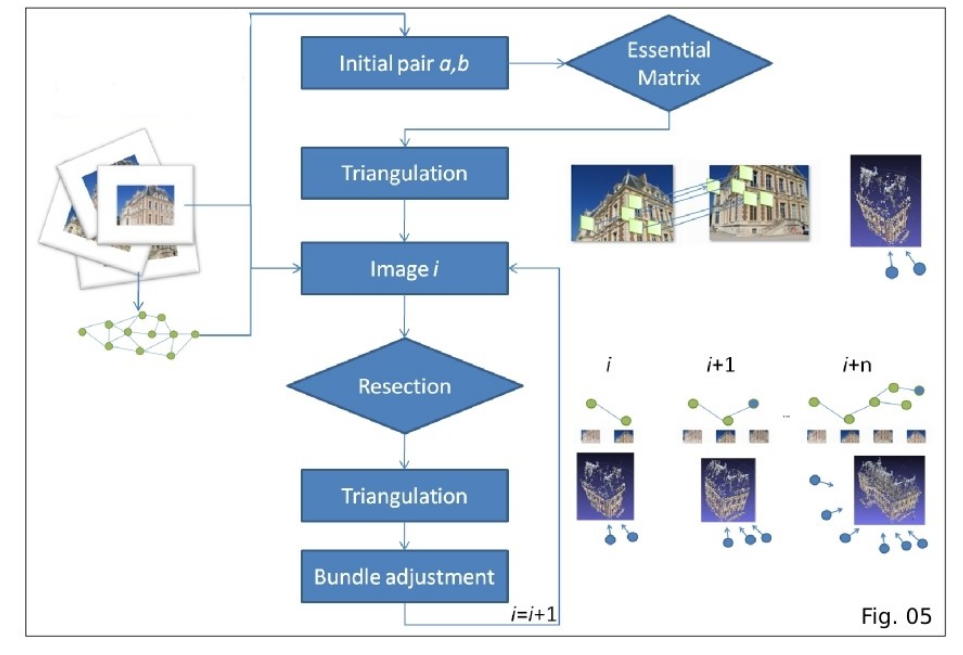 Initial pair a,b
Essential
Matrix
Triangulation
Image i
Resection
i
i+1
i+n
...
Triangulation
Bundle adjustment
i=i+1
Fig. 05